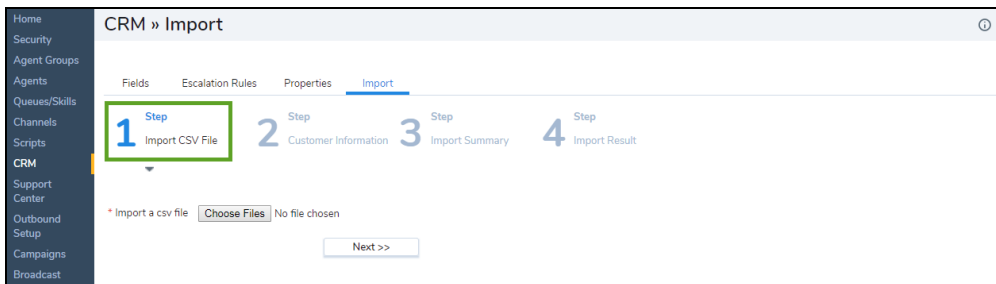 Home
Security
Agent Groups
Agents
Queues/Skills
Channels
Scripts
CRM
Support
Center
Outbound
Setup
Campaigns
Broadcast
CRM » Import
Fields Escalation Rules Properties Import
1 Step
Import CSV File
2 Step
Customer Information
3 Step
Import Summary
4 Step
Import Result
* Import a csv file Choose Files No file chosen
Next >>